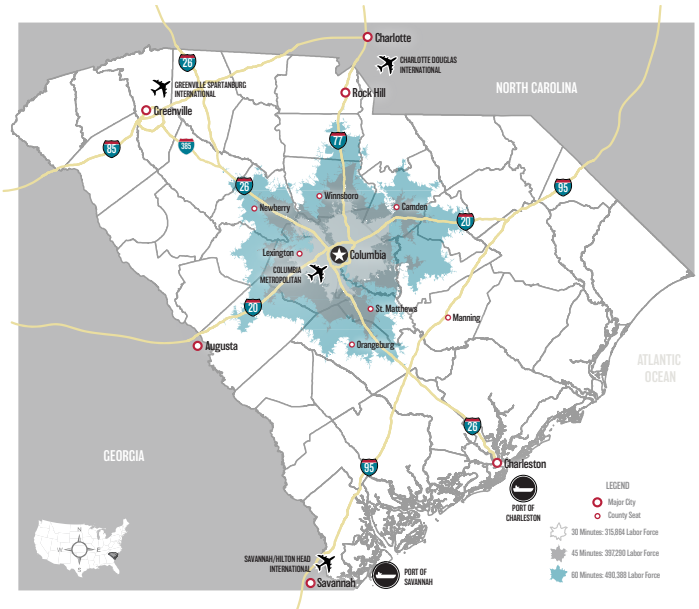 Charlotte
26
CHARLOTTE DOUGLAS
INTERNATIONAL
GREENVILLE SPARTANBURG
INTERNATIONAL
NORTH CAROLINA
Rock Hill
Greenville
77
85
385
26
95
Winnsboro
Newberry
Camden
20
Lexington
Columbia
COLUMBIA
METROPOLITAN
20
St. Matthews
Manning
Orangeburg
Augusta
ATLANTIC
OCEAN
26
GEORGIA
95
Charleston
PORT OF
CHARLESTON
LEGEND
Major City
County Seat
30 Minutes: 315,864 Labor Force
45 Minutes: 397,290 Labor Force
60 Minutes: 490,388 Labor Force
N
W
E
S
SAVANNAH/HILTON HEAD
INTERNATIONAL
Savannah
PORT OF
SAVANNAH